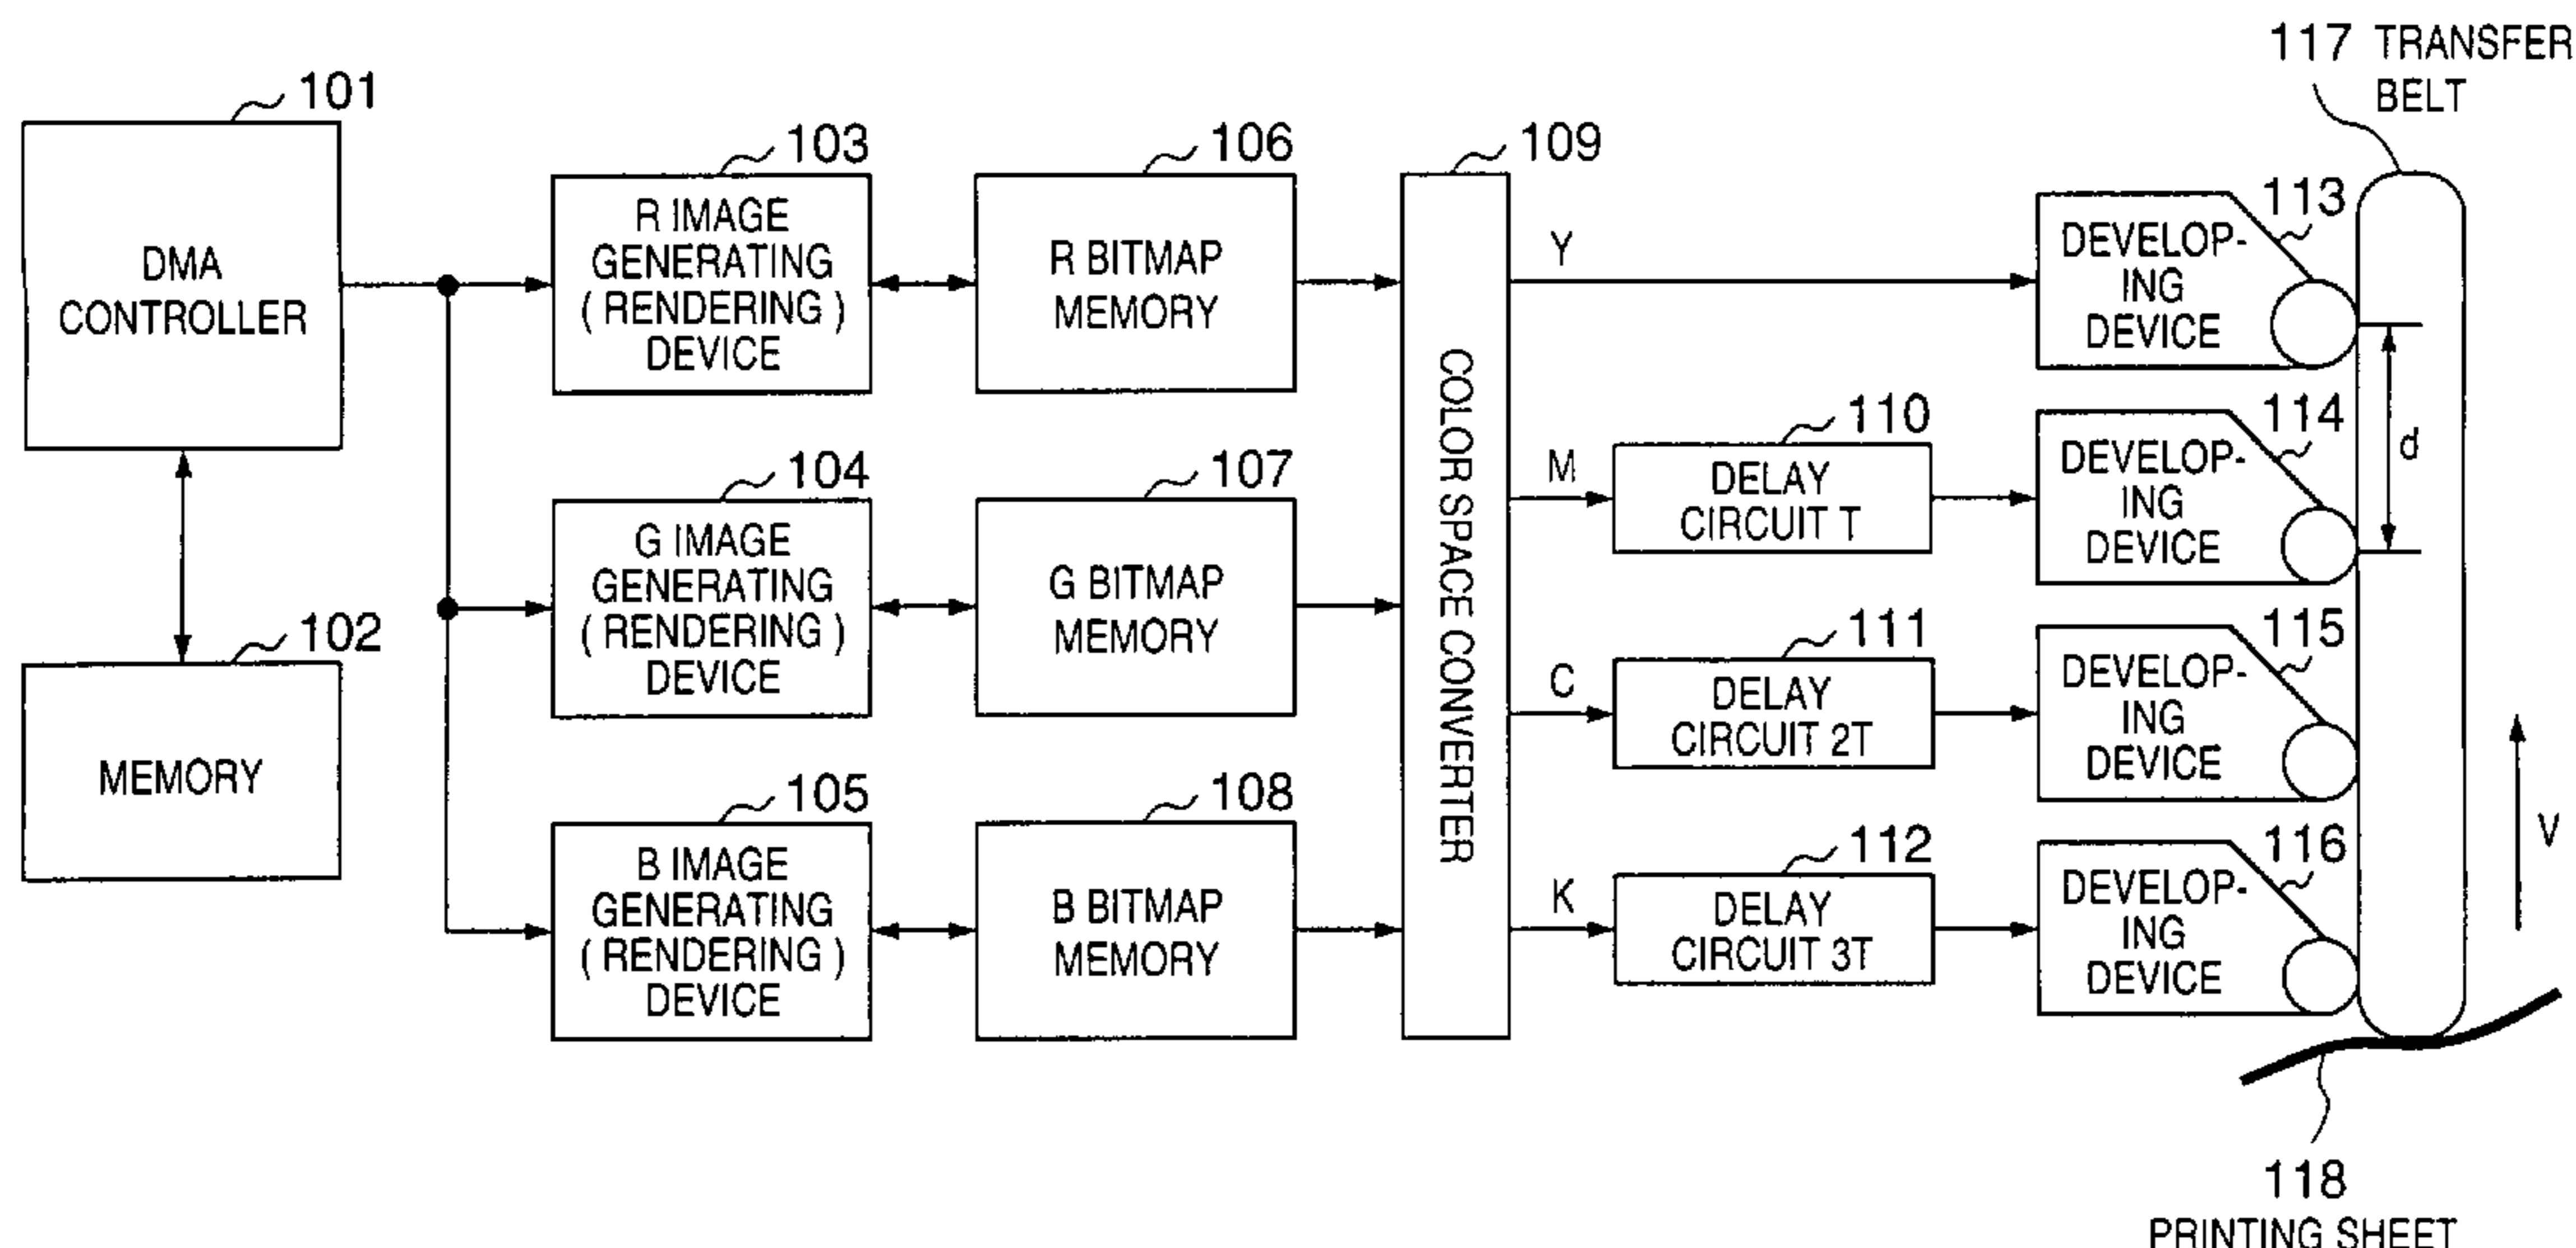 117 TRANSFER
BELT
101
DMA
CONTROLLER
102
MEMORY
103
R IMAGE
GENERATING
( RENDERING )
DEVICE
104
G IMAGE
GENERATING
( RENDERING )
DEVICE
105
B IMAGE
GENERATING
( RENDERING )
DEVICE
106
R BITMAP
MEMORY
107
G BITMAP
MEMORY
108
B BITMAP
MEMORY
109
COLOR SPACE CONVERTER
Y
M
C
K
110
DELAY
CIRCUIT T
111
DELAY
CIRCUIT 2T
112
DELAY
CIRCUIT 3T
113
DEVELOP-
ING
DEVICE
114
DEVELOP-
ING
DEVICE
115
DEVELOP-
ING
DEVICE
116
DEVELOP-
ING
DEVICE
d
V
118
PRINTING SHEET